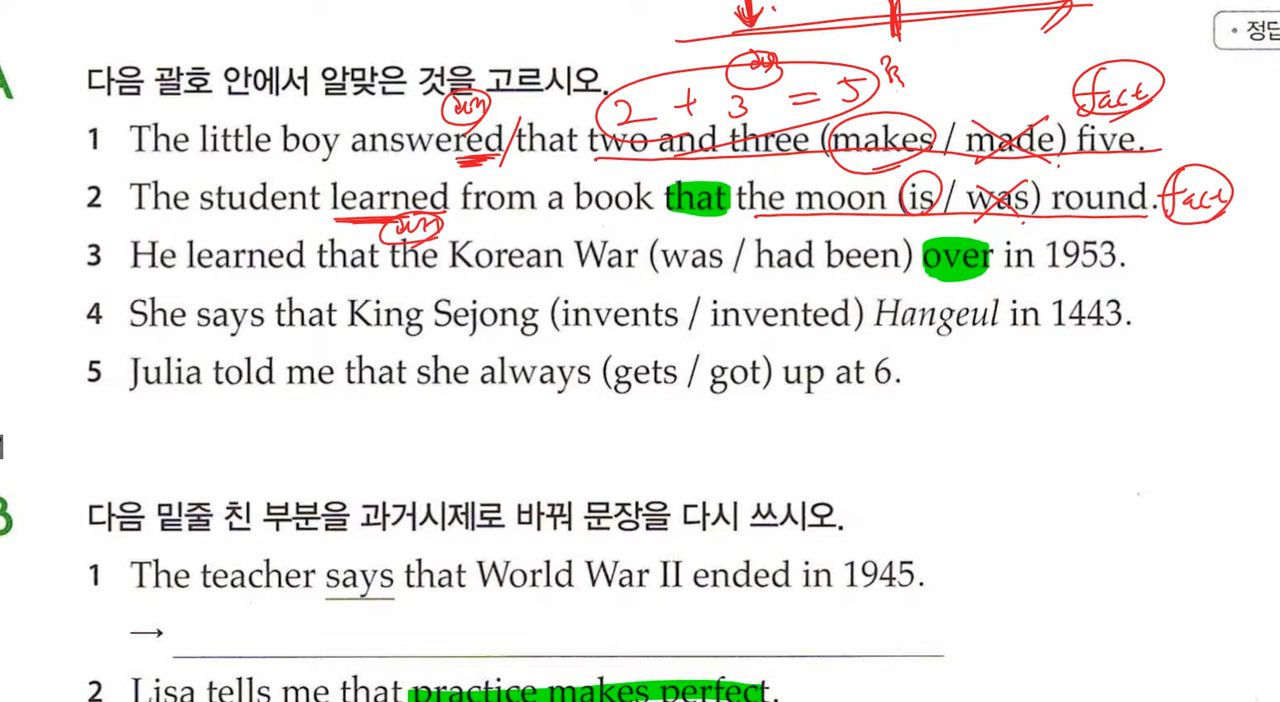 정답
다음 괄호 안에서 알맞은 것을 고르시오.
2 + 3 = 5
fact
1 The little boy answered that two and three (makes / made) five.
2 The student learned from a book that the moon (is / was) round. fact
3 He learned that the Korean War (was / had been) over in 1953.
4 She says that King Sejong (invents / invented) Hangeul in 1443.
5 Julia told me that she always (gets / got) up at 6.
다음 밑줄 친 부분을 과거시제로 바꿔 문장을 다시 쓰시오.
1 The teacher says that World War II ended in 1945.
→
2 Lisa tells me that practice makes perfect.